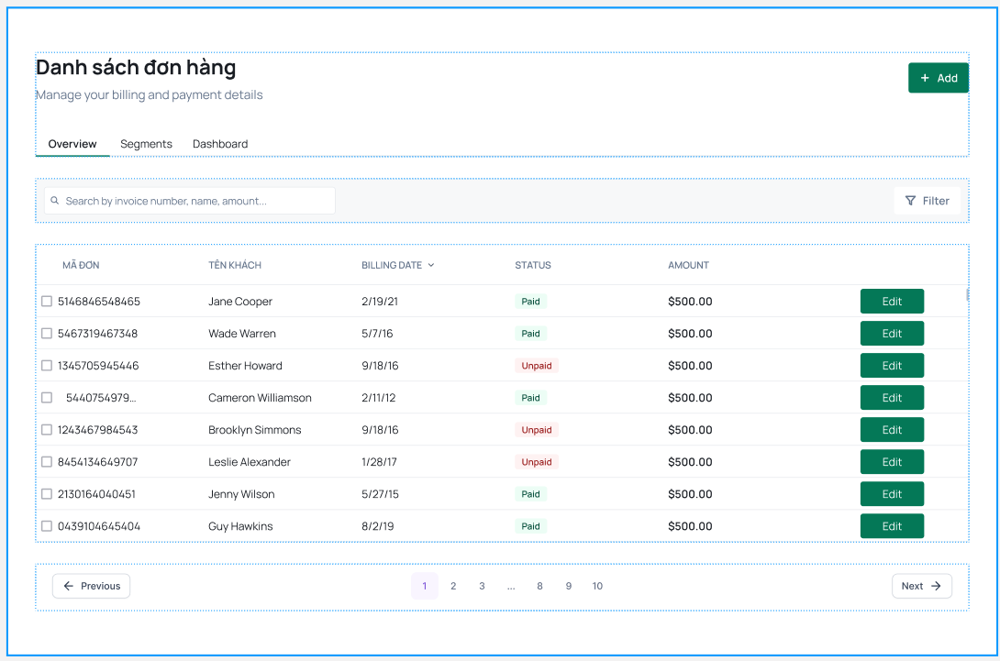 Danh sách đơn hàng
Manage your billing and payment details
+ Add
Overview Segments Dashboard
Search by invoice number, name, amount...
Filter
MÃ ĐƠN TÊN KHÁCH BILLING DATE STATUS AMOUNT
5146846548465 Jane Cooper 2/19/21 Paid $500.00 Edit
5467319467348 Wade Warren 5/7/16 Paid $500.00 Edit
1345705945446 Esther Howard 9/18/16 Unpaid $500.00 Edit
5440754979... Cameron Williamson 2/11/12 Paid $500.00 Edit
1243467984543 Brooklyn Simmons 9/18/16 Unpaid $500.00 Edit
8454134649707 Leslie Alexander 1/28/17 Unpaid $500.00 Edit
2130164040451 Jenny Wilson 5/27/15 Paid $500.00 Edit
0439104645404 Guy Hawkins 8/2/19 Paid $500.00 Edit
Previous 1 2 3 ... 8 9 10 Next